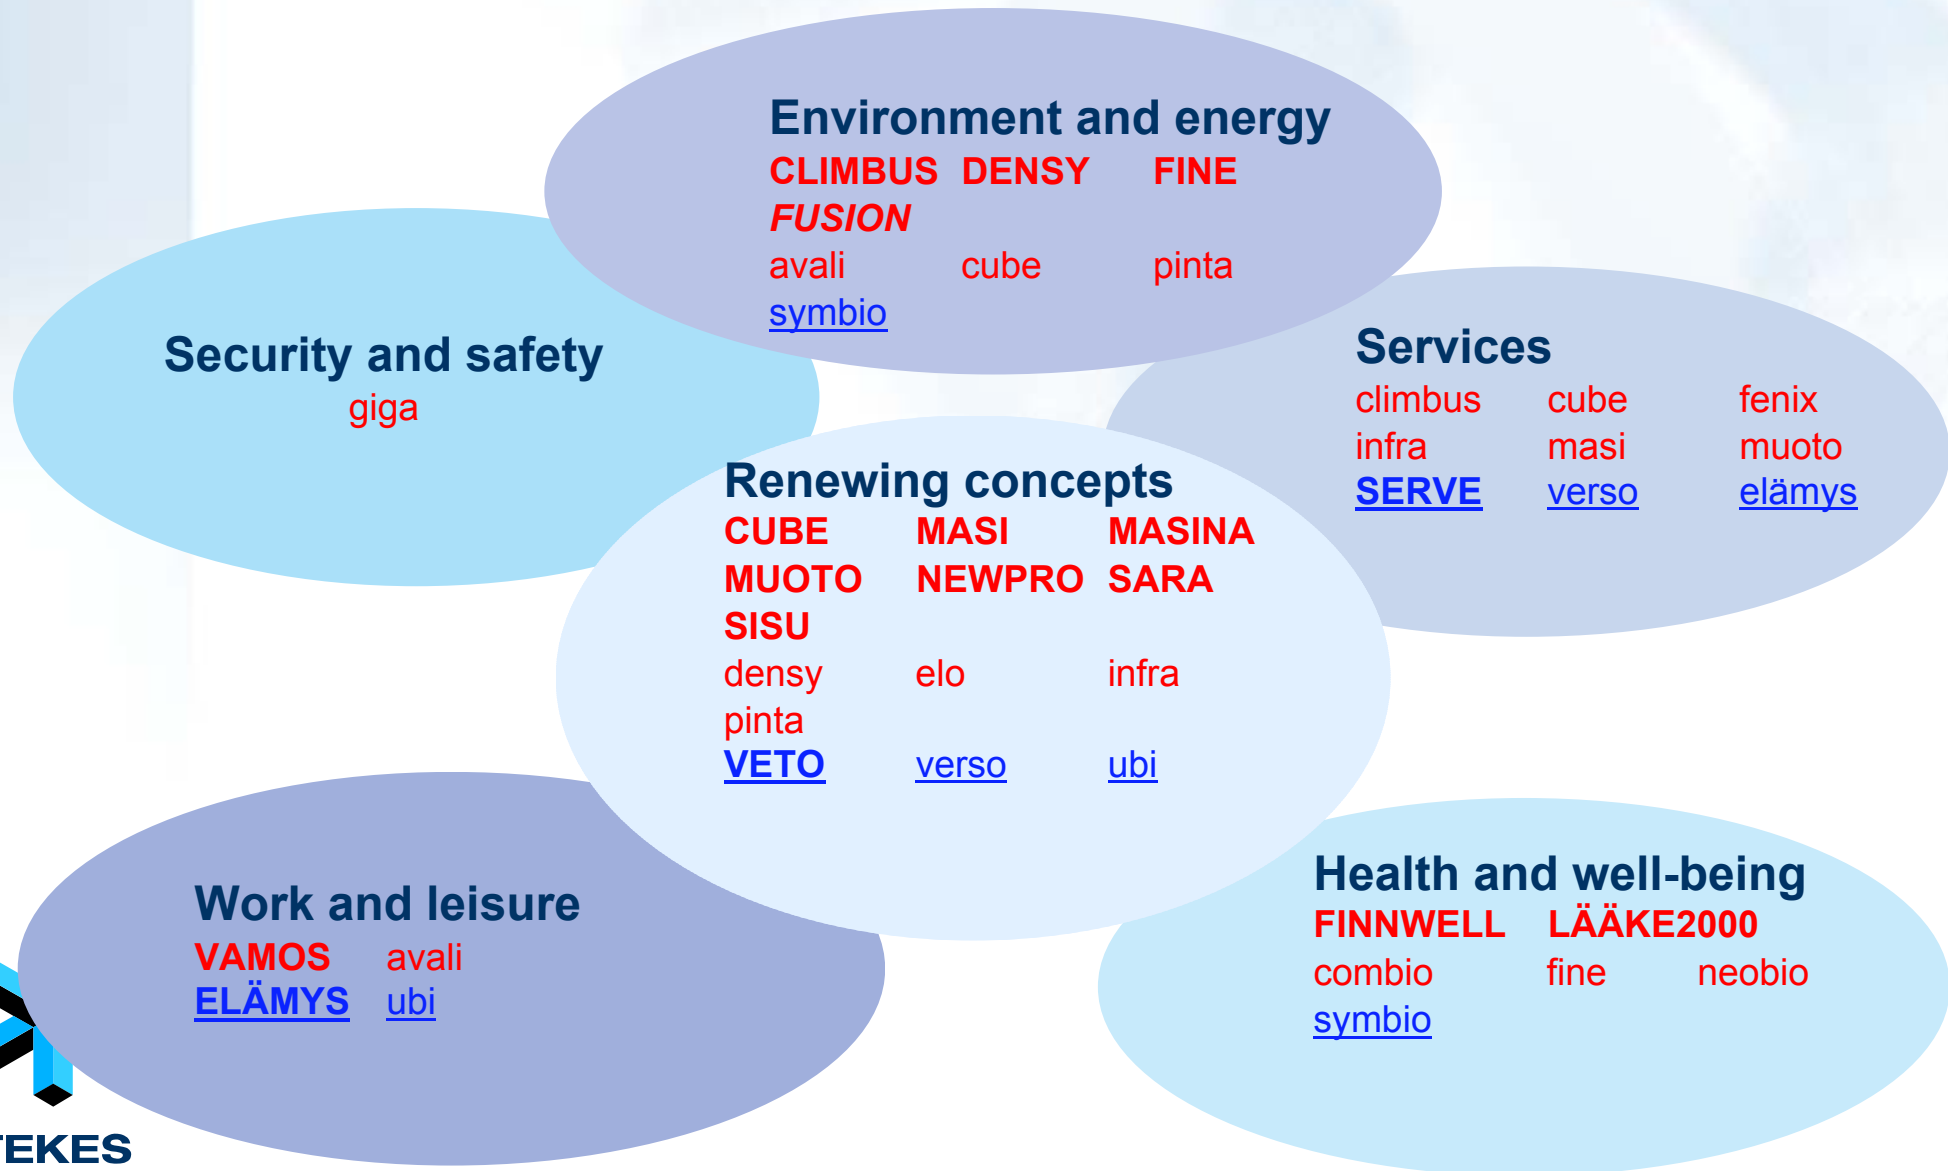 Environment and energy
CLIMBUS DENSY FINE
FUSION
avali cube pinta
symbio
Security and safety
giga
Services
climbus cube fenix
infra masi muoto
SERVE verso elämys
Renewing concepts
CUBE MASI MASINA
MUOTO NEWPRO SARA
SISU
densy elo infra
pinta
VETO verso ubi
Work and leisure
VAMOS avali
ELÄMYS ubi
Health and well-being
FINNWELL LÄÄKE2000
combio fine neobio
symbio
TEKES